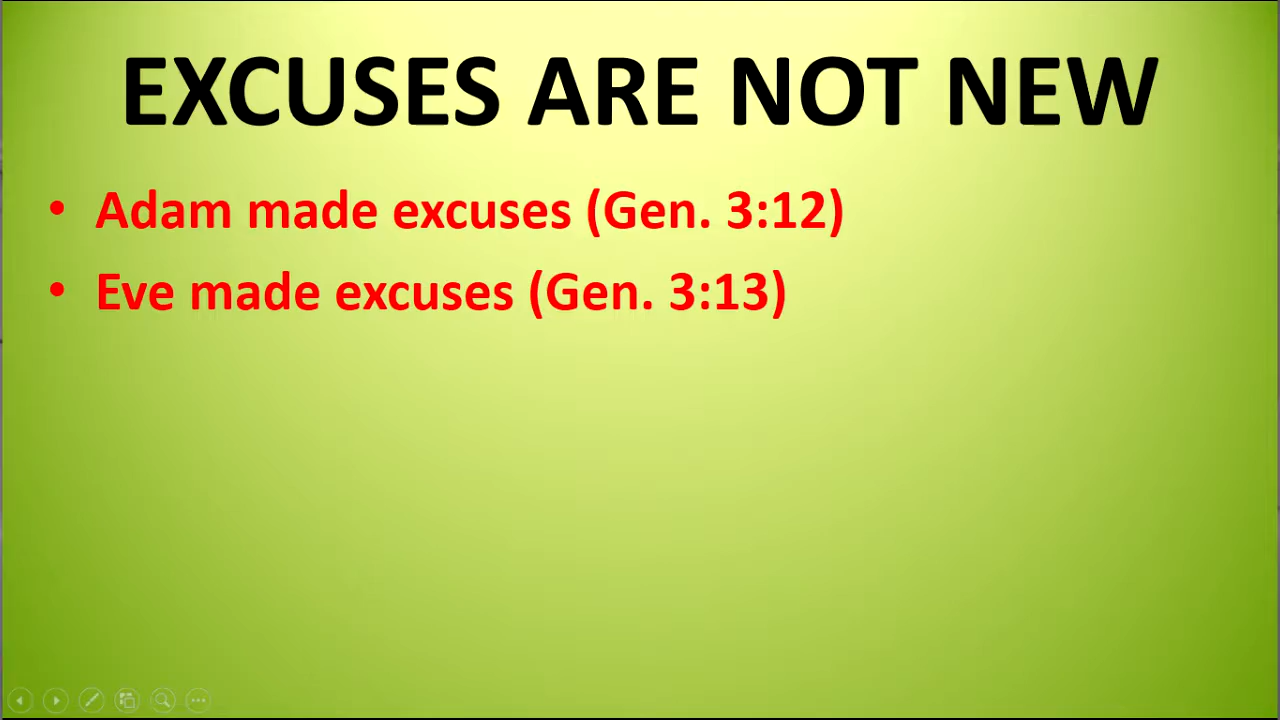 EXCUSES ARE NOT NEW
• Adam made excuses (Gen. 3:12)
• Eve made excuses (Gen. 3:13)